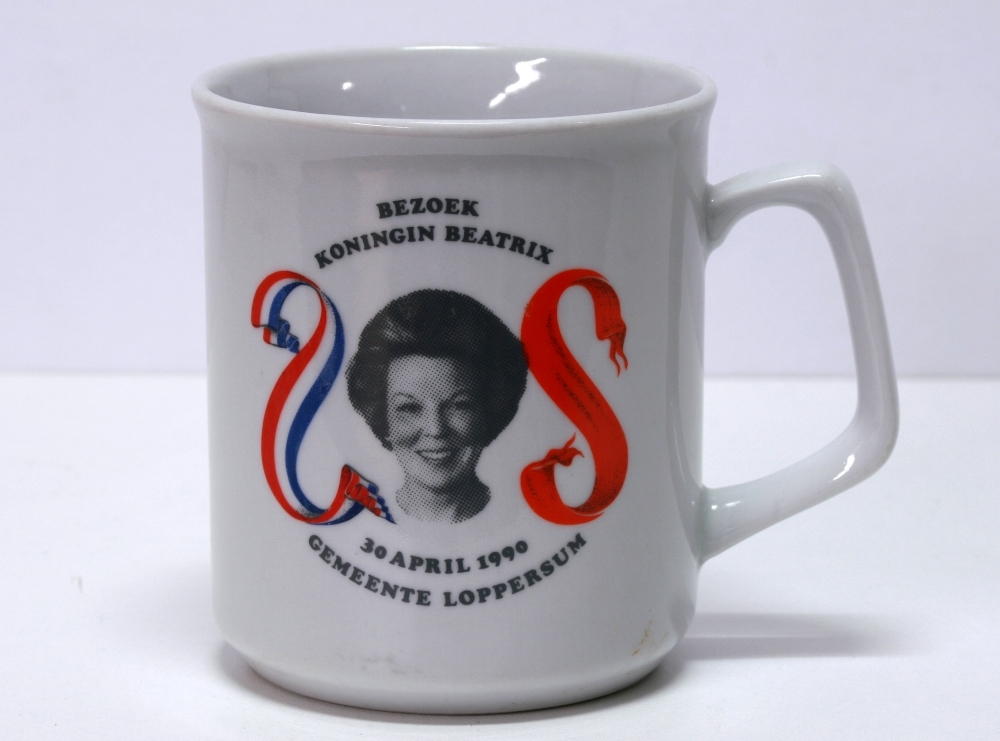 BEZOEK
KONINGIN BEATRIX
30 APRIL 1990
GEMEENTE LOPPERSUM